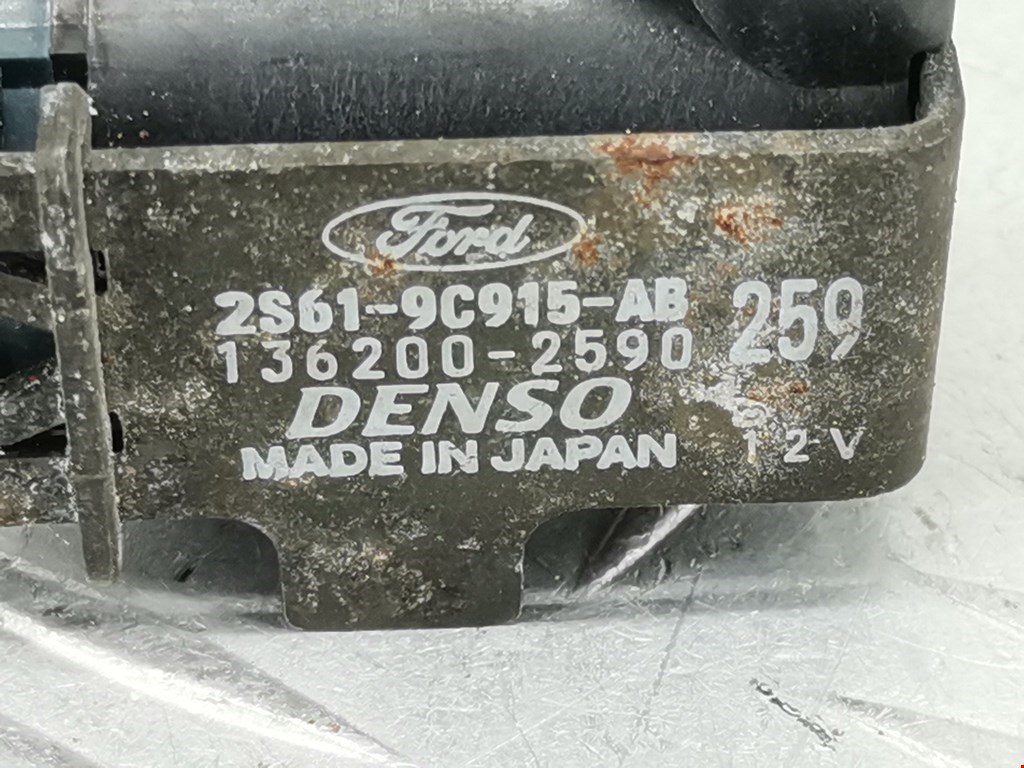 Ford
2S61-9C915-AB 259
136200-2590
DENSO
MADE IN JAPAN 12V